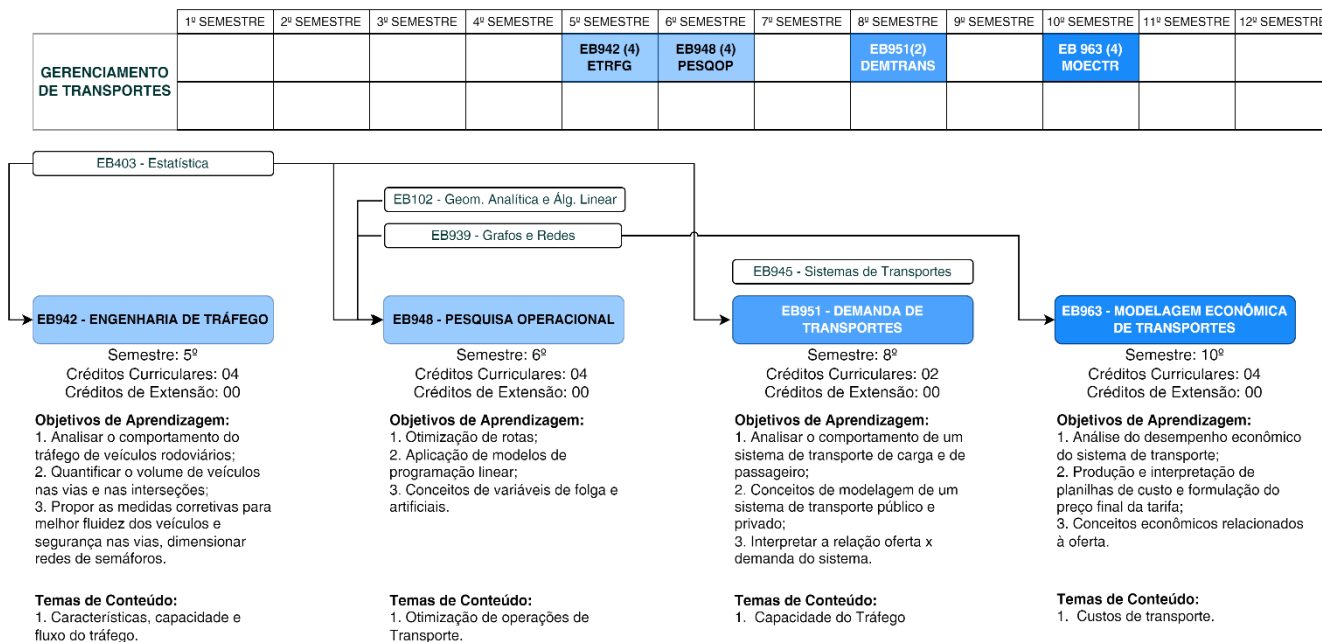 1º SEMESTRE 2º SEMESTRE 3º SEMESTRE 4º SEMESTRE 5º SEMESTRE 6º SEMESTRE 7º SEMESTRE 8º SEMESTRE 9º SEMESTRE 10º SEMESTRE 11º SEMESTRE 12º SEMESTRE
GERENCIAMENTO
DE TRANSPORTES
EB942 (4)
ETRFG
EB948 (4)
PESQOP
EB951(2)
DEMTRANS
EB 963 (4)
MOECTR
EB403 - Estatística
EB102 - Geom. Analítica e Álg. Linear
EB939 - Grafos e Redes
EB945 - Sistemas de Transportes
EB942 - ENGENHARIA DE TRÁFEGO
Semestre: 5º
Créditos Curriculares: 04
Créditos de Extensão: 00
Objetivos de Aprendizagem:
1. Analisar o comportamento do
tráfego de veículos rodoviários;
2. Quantificar o volume de veículos
nas vias e nas interseções;
3. Propor as medidas corretivas para
melhor fluidez dos veículos e
segurança nas vias, dimensionar
redes de semáforos.
Temas de Conteúdo:
1. Características, capacidade e
fluxo do tráfego.
EB948 - PESQUISA OPERACIONAL
Semestre: 6º
Créditos Curriculares: 04
Créditos de Extensão: 00
Objetivos de Aprendizagem:
1. Otimização de rotas;
2. Aplicação de modelos de
programação linear;
3. Conceitos de variáveis de folga e
artificiais.
Temas de Conteúdo:
1. Otimização de operações de
Transporte.
EB951 - DEMANDA DE
TRANSPORTES
Semestre: 8º
Créditos Curriculares: 02
Créditos de Extensão: 00
Objetivos de Aprendizagem:
1. Analisar o comportamento de um
sistema de transporte de carga e de
passageiro;
2. Conceitos de modelagem de um
sistema de transporte público e
privado;
3. Interpretar a relação oferta x
demanda do sistema.
Temas de Conteúdo:
1. Capacidade do Tráfego
EB963 - MODELAGEM ECONÔMICA
DE TRANSPORTES
Semestre: 10º
Créditos Curriculares: 04
Créditos de Extensão: 00
Objetivos de Aprendizagem:
1. Análise do desempenho econômico
do sistema de transporte;
2. Produção e interpretação de
planilhas de custo e formulação do
preço final da tarifa;
3. Conceitos econômicos relacionados
à oferta.
Temas de Conteúdo:
1. Custos de transporte.